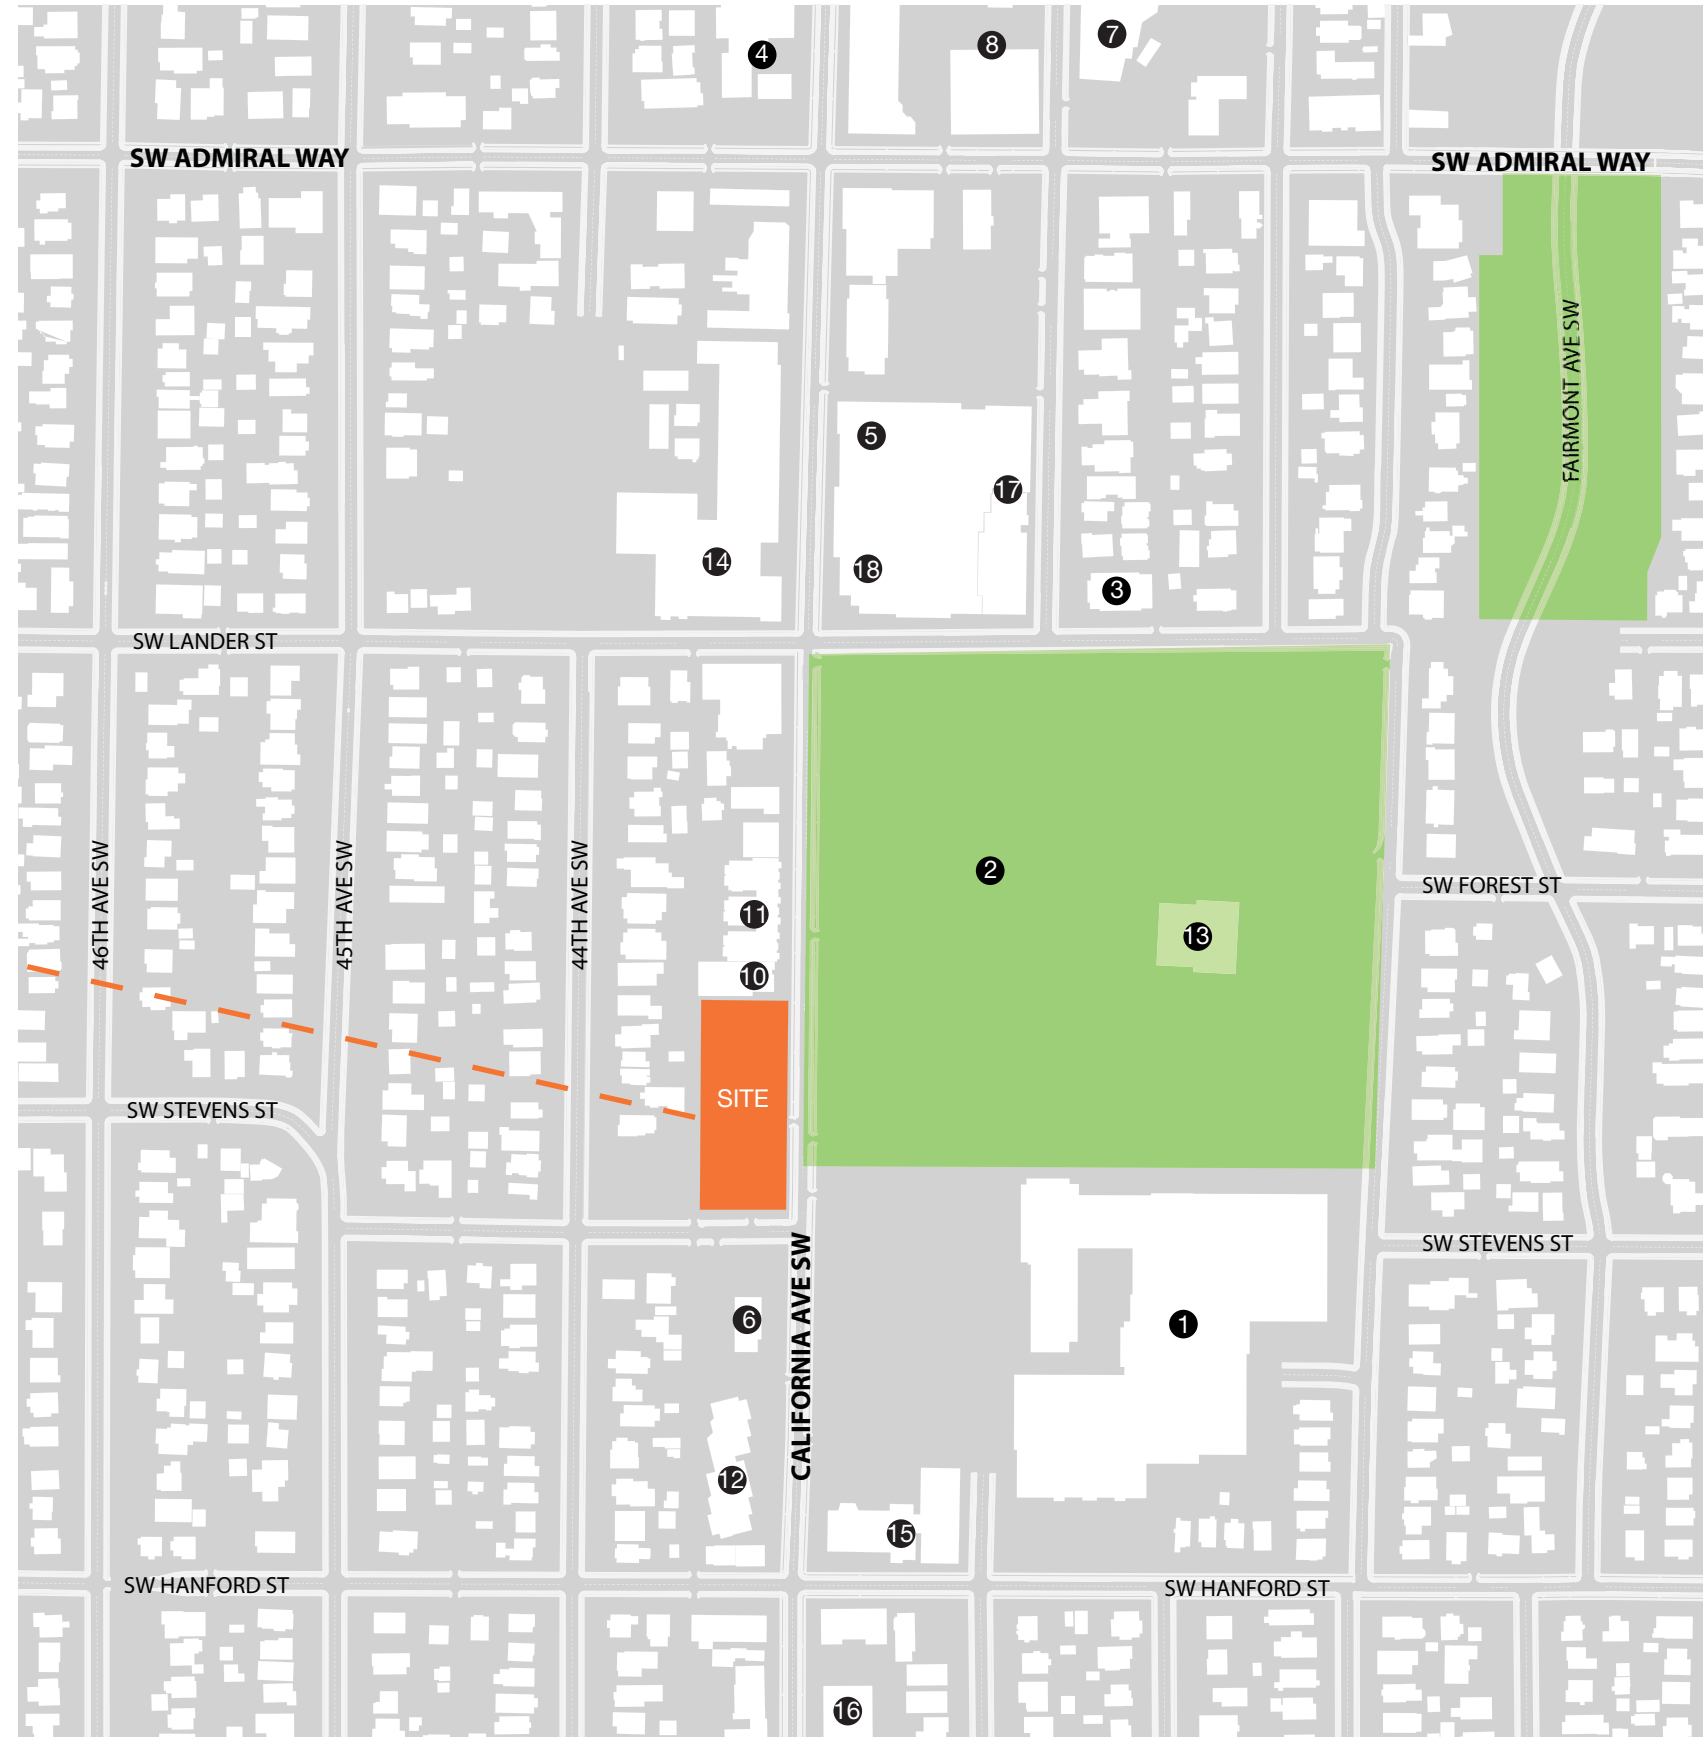 7
8
4
SW ADMIRAL WAY
SW ADMIRAL WAY
FAIRMONT AVE SW
5
17
14
18
3
SW LANDER ST
46TH AVE SW
45TH AVE SW
44TH AVE SW
2
SW FOREST ST
11
13
10
SITE
SW STEVENS ST
SW STEVENS ST
CALIFORNIA AVE SW
6
1
12
15
SW HANFORD ST
SW HANFORD ST
16